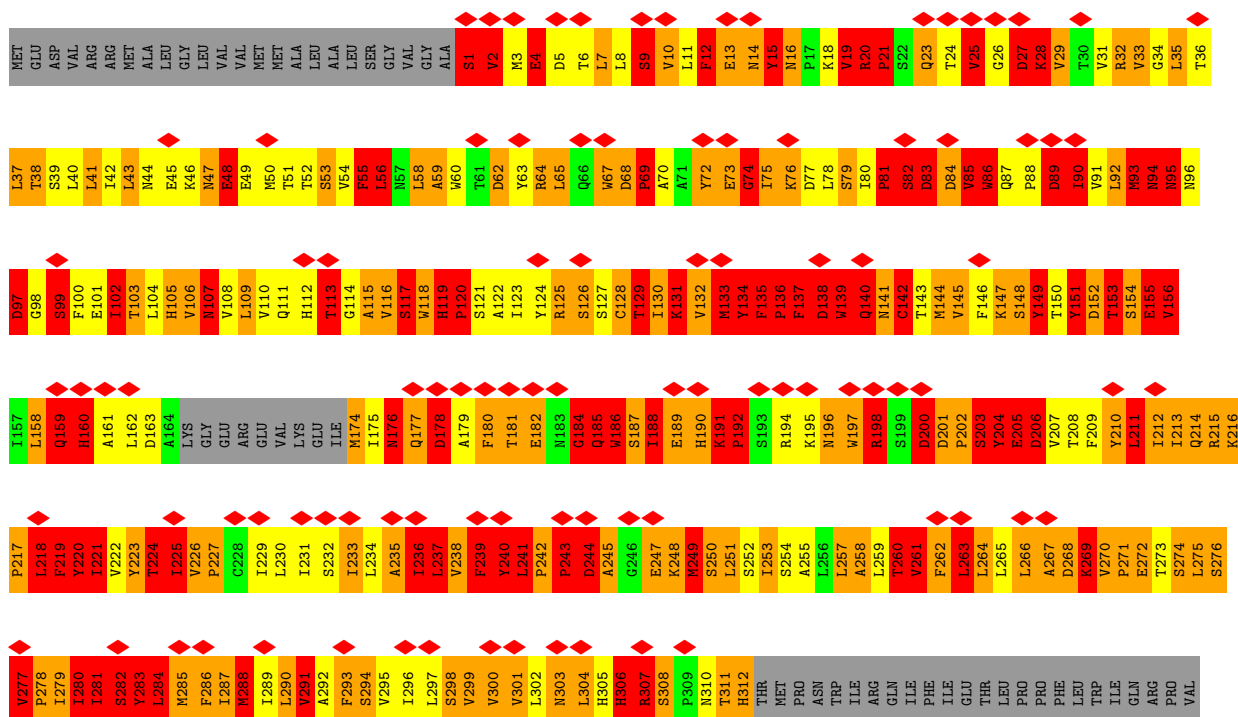 MET GLU ASP VAL ARG ARG MET ALA LEU GLY LEU VAL VAL MET MET ALA LEU ALA LEU SER GLY VAL GLY ALA S1 V2 M3 E4 D5 T6 L7 L8 S9 V10 L11 F12 E13 N14 Y15 N16 P17 K18 V19 R20 P21 S22 Q23 T24 V25 G26 D27 K28 V29 T30 V31 R32 V33 G34 L35 T36
L37 T38 S39 L40 L41 I42 L43 N44 E45 K46 N47 E48 E49 M50 T51 T52 S53 V54 F55 L56 N57 L58 A59 W60 T61 D62 Y63 R64 L65 Q66 W67 D68 P69 A70 A71 Y72 E73 G74 I75 K76 D77 L78 S79 I80 P81 S82 D83 D84 V85 W86 Q87 P88 D89 I90 V91 L92 M93 N94 N95 N96
D97 G98 S99 F100 E101 I102 T103 L104 H105 V106 N107 V108 L109 V110 Q111 H112 T113 G114 A115 V116 S117 W118 H119 P120 S121 A122 I123 Y124 R125 S126 S127 C128 T129 I130 K131 V132 M133 Y134 F135 P136 F137 D138 W139 Q140 N141 C142 T143 M144 V145 F146 K147 S148 Y149 T150 Y151 D152 T153 S154 E155 V156
I157 L158 Q159 H160 A161 L162 D163 A164 LYS GLY GLU ARG GLU VAL LYS GLU ILE M174 I175 N176 Q177 D178 A179 F180 T181 E182 N183 G184 Q185 W186 S187 I188 E189 H190 K191 P192 S193 R194 K195 N196 W197 R198 S199 D200 D201 P202 S203 Y204 E205 D206 V207 T208 F209 Y210 L211 I212 I213 Q214 R215 K216
P217 L218 F219 Y220 I221 V222 Y223 T224 I225 V226 P227 C228 I229 L230 I231 S232 I233 L234 A235 I236 L237 V238 F239 Y240 L241 P242 P243 D244 A245 G246 E247 K248 M249 S250 L251 S252 I253 S254 A255 L256 L257 A258 L259 T260 V261 F262 L263 L264 L265 L266 A267 D268 K269 V270 P271 E272 T273 S274 L275 S276
V277 P278 I279 I280 I281 S282 Y283 L284 M285 F286 I287 M288 I289 L290 V291 A292 F293 S294 V295 I296 L297 S298 V299 V300 V301 L302 N303 L304 H305 H306 R307 S308 P309 N310 T311 H312 THR MET PRO ASN TRP ILE ARG GLN ILE PHE ILE GLU THR LEU PRO PRO PHE LEU TRP ILE GLN ARG PRO VAL